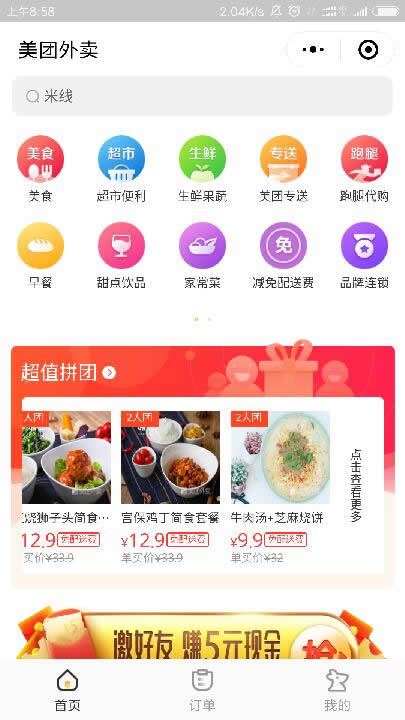 上午8:58
2.04K/s
美团外卖
米线
美食
超市
生鲜
专送
跑腿
美食
超市便利
生鲜果蔬
美团专送
跑腿代购
免
早餐
甜点饮品
家常菜
减免配送费
品牌连锁
超值拼团
人团
2人团
2人团
烧狮子头简食…
宫保鸡丁简食套餐
牛肉汤+芝麻烧饼
点击查看更多
12.9 免配送费
¥12.9 免配送费
¥9.9 免配送费
单买价¥33.9
单买价¥33.9
单买价¥32
邀好友 赚5元现金
首页
订单
我的